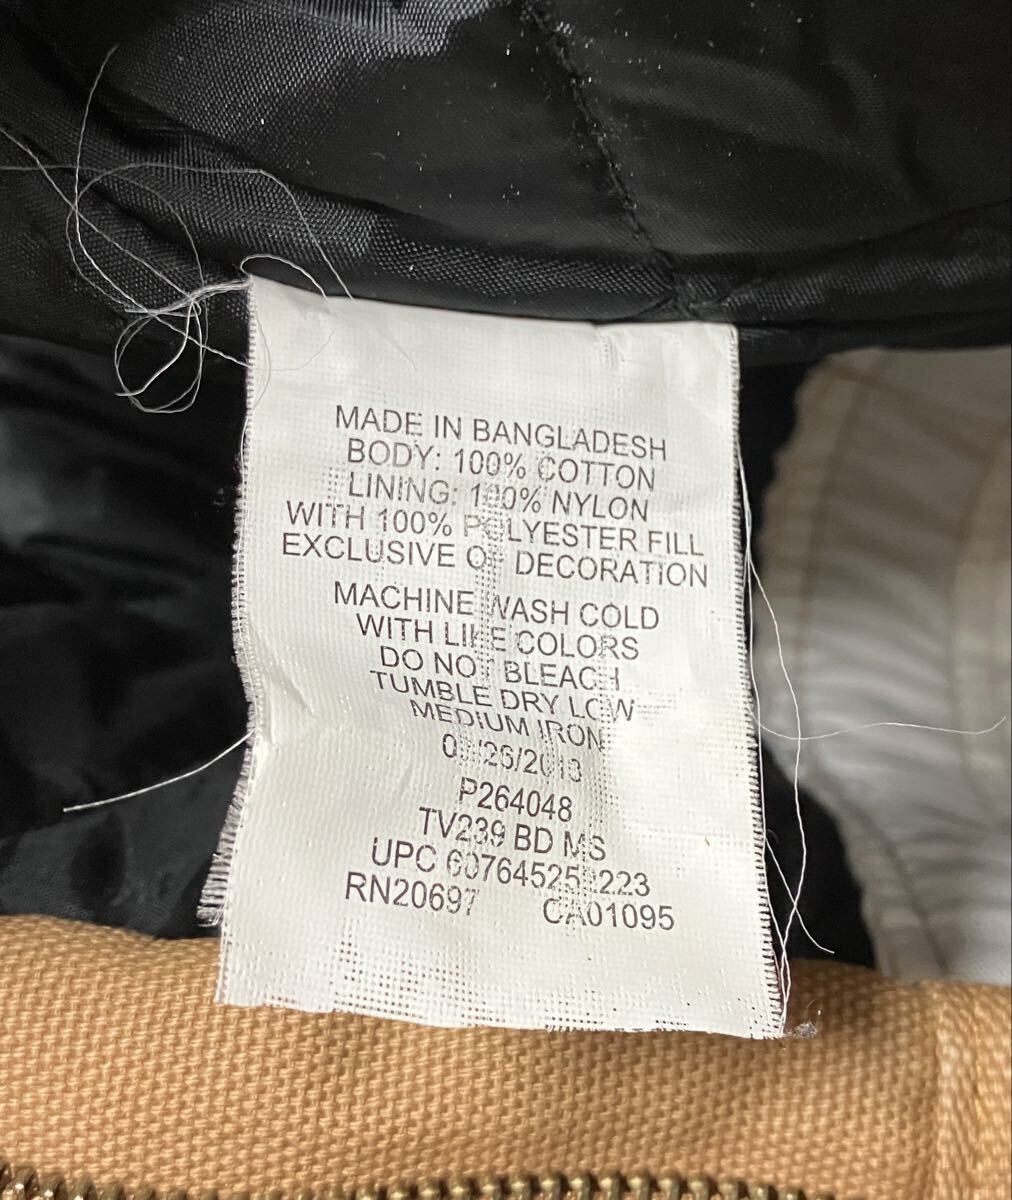 MADE IN BANGLADESH
BODY: 100% COTTON
LINING: 100% NYLON
WITH 100% POLYESTER FILL
EXCLUSIVE OF DECORATION
MACHINE WASH COLD
WITH LIKE COLORS
DO NOT BLEACH
TUMBLE DRY LOW
MEDIUM IRON
P264048
TV239 BD MS
UPC
RN20697 CA01095